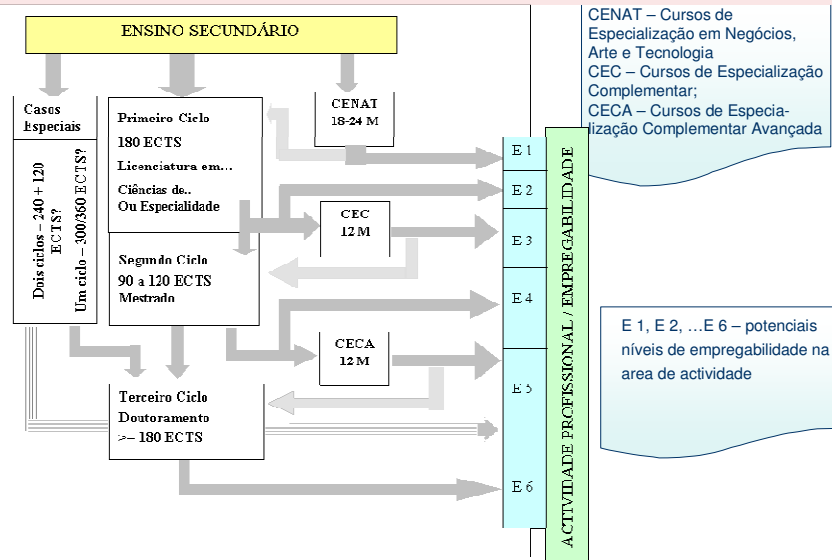 ENSINO SECUNDÁRIO
Casos
Especiais
Dois ciclos – 240 + 120
ECTS?
Um ciclo – 300/360 ECTS?
Primeiro Ciclo
180 ECTS
Licenciatura em...
Ciências de..
Ou Especialidade
Segundo Ciclo
90 a 120 ECTS
Mestrado
Terceiro Ciclo
Doutoramento
>= 180 ECTS
CENAT
18-24 M
CEC
12 M
CECA
12 M
E 1
E 2
E 3
E 4
E 5
E 6
ACTIVIDADE PROFISSIONAL / EMPREGABILIDADE
CENAT – Cursos de
Especialização em Negócios,
Arte e Tecnologia
CEC – Cursos de Especialização
Complementar;
CECA – Cursos de Especia-
lização Complementar Avançada
E 1, E 2, ...E 6 – potenciais
níveis de empregabilidade na
area de actividade